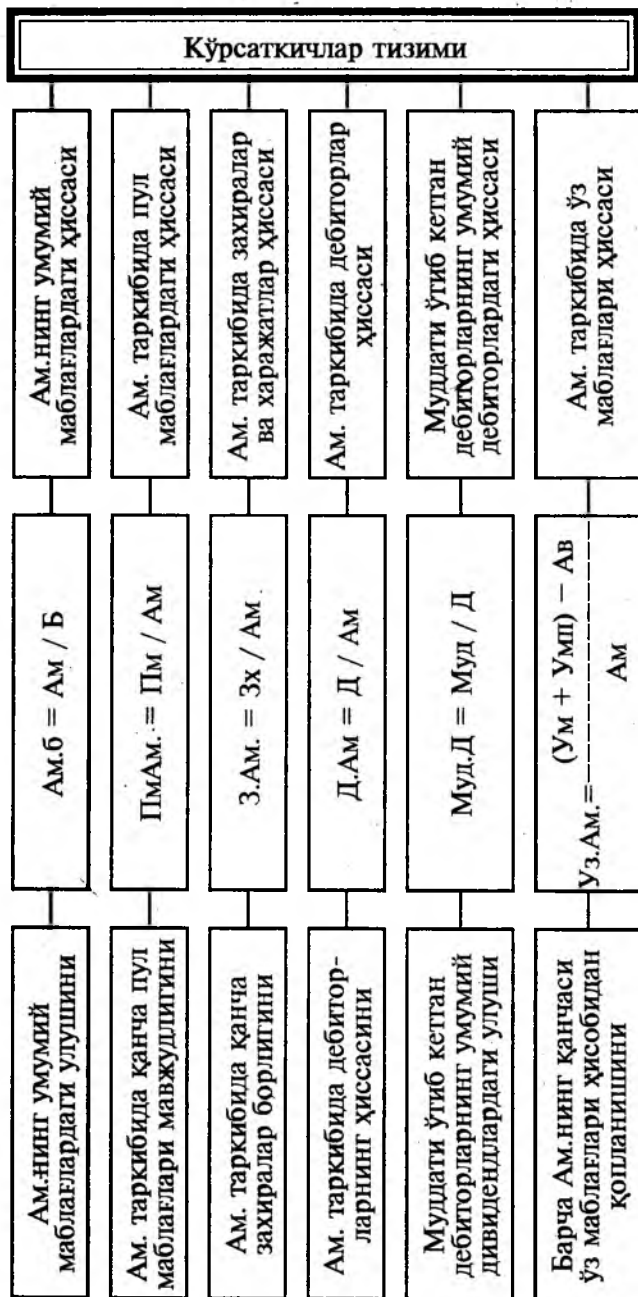 Кўрсаткичлар тизими
Ам.нинг умумий
маблағлардаги ҳиссаси
Ам.б = Ам / Б
Ам.нинг умумий
маблағлардаги улушини
Ам. таркибида пул
маблағлардаги ҳиссаси
ПмАм. = Пм / Ам
Ам. таркибида қанча пул
маблағлари мавжудлигини
Ам. таркибида захиралар
ва харажатлар ҳиссаси
З.Ам. = Зх / Ам
Ам. таркибида қанча
захиралар борлигини
Ам. таркибида дебиторлар
ҳиссаси
Д.Ам = Д / Ам
Ам. таркибида дебитор-
ларнинг ҳиссасини
Муддати ўтиб кетган
дебиторларнинг умумий
дебиторлардаги ҳиссаси
Муд.Д = Муд / Д
Муддати ўтиб кетган
дебиторларнинг умумий
дивидендлардаги улуши
Ам. таркибида ўз
маблағлари ҳиссаси
(Ум + Умп) − Ав
Уз.Ам.=
Ам
Барча Ам.нинг қанчаси
ўз маблағлари ҳисобидан
қопланишини